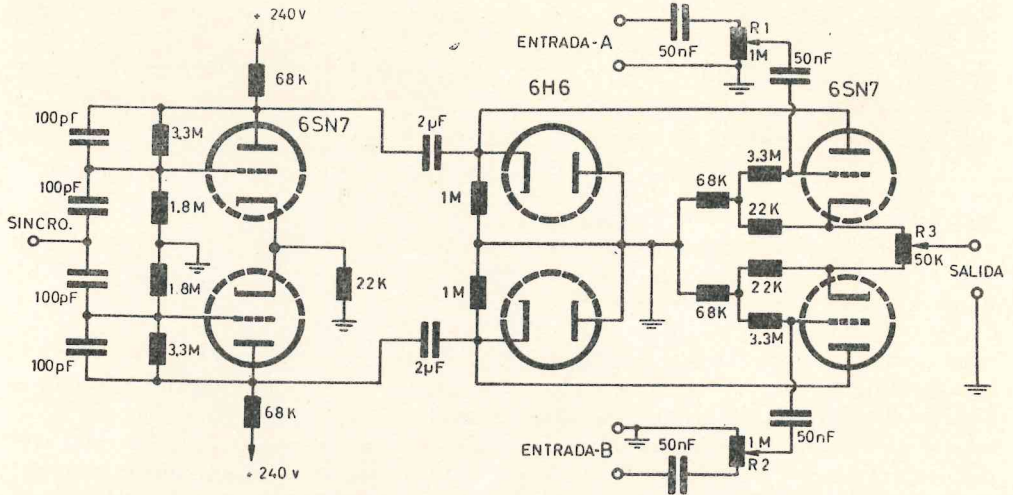 + 240 V
68K
6SN7
100pF
3.3M
100pF
1.8M
SINCRO.
22K
100pF
1.8M
100pF
3.3M
68K
+ 240 V
2µF
6H6
1M
1M
2µF
ENTRADA-A
50nF
R1
1M
50nF
6SN7
3.3M
68K
22K
R3
50K
SALIDA
22K
68K
3.3M
ENTRADA-B
50nF
1M
R2
50nF